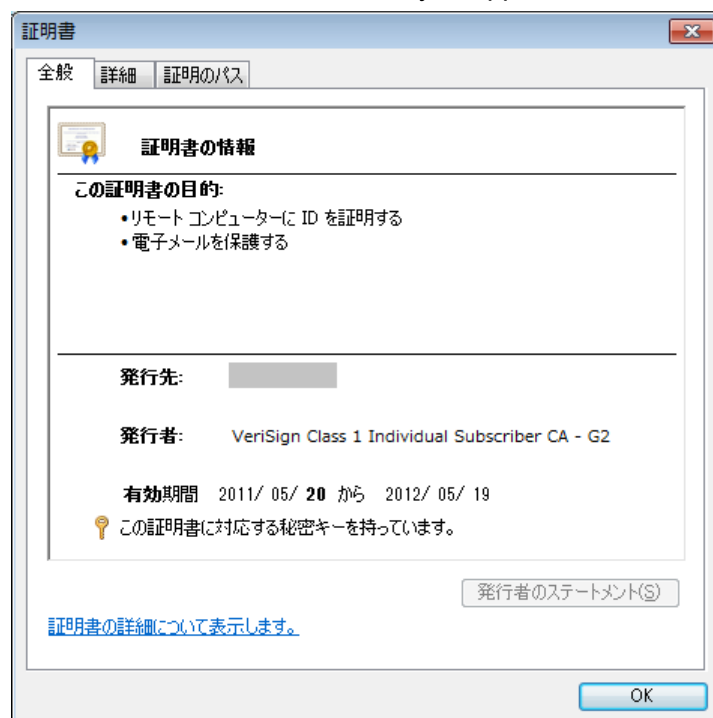 証明書
全般 詳細 証明のパス
証明書の情報
この証明書の目的:
•リモート コンピューターに ID を証明する
•電子メールを保護する
発行先:
発行者: VeriSign Class 1 Individual Subscriber CA - G2
有効期間 2011/ 05/ 20 から 2012/ 05/ 19
この証明書に対応する秘密キーを持っています。
発行者のステートメント(S)
証明書の詳細について表示します。
OK